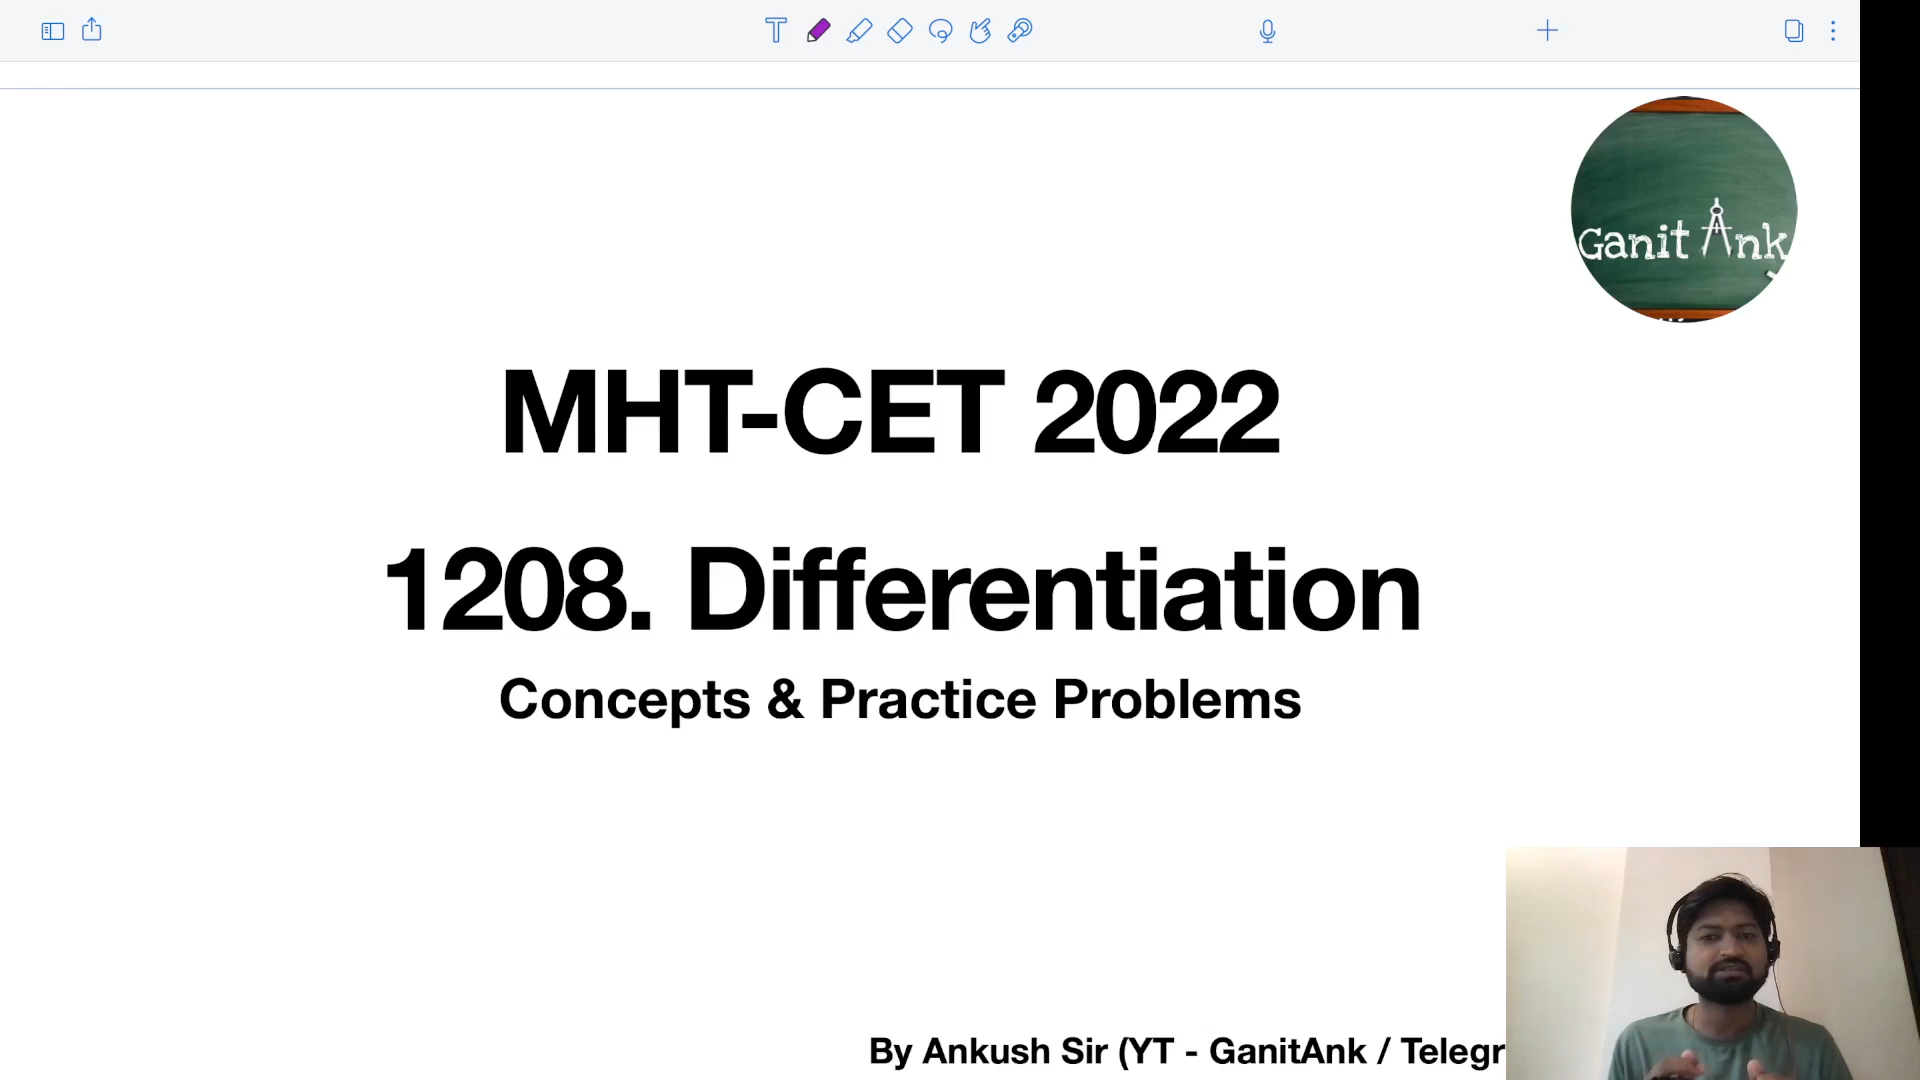 Ganit Ank
MHT-CET 2022
1208. Differentiation
Concepts & Practice Problems
By Ankush Sir (YT - GanitAnk / Telegr